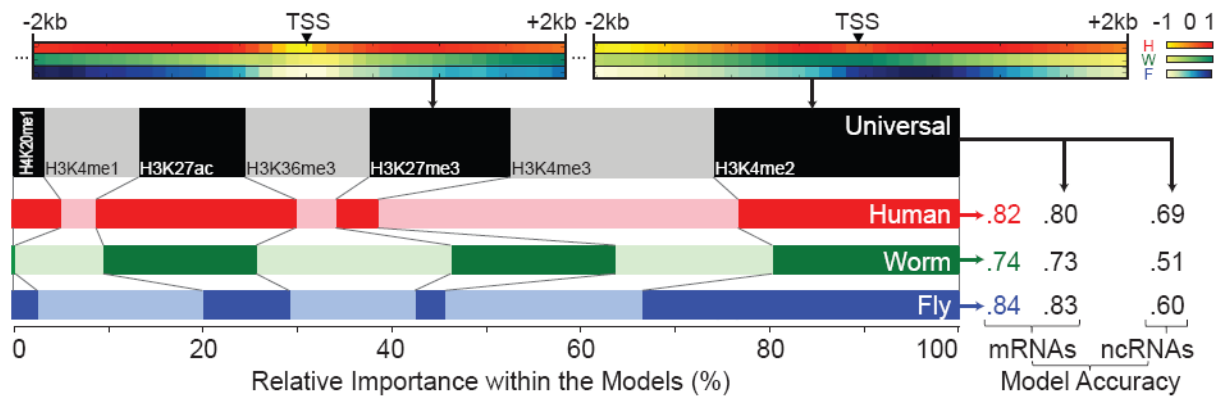 -2kb TSS +2kb -2kb TSS +2kb -1 0 1
... ... H
W
F
H4K20me1 H3K4me1 H3K27ac H3K36me3 H3K27me3 H3K4me3 H3K4me2 Universal
Human .82 .80 .69
Worm .74 .73 .51
Fly .84 .83 .60
0 20 40 60 80 100
mRNAs ncRNAs
Relative Importance within the Models (%) Model Accuracy